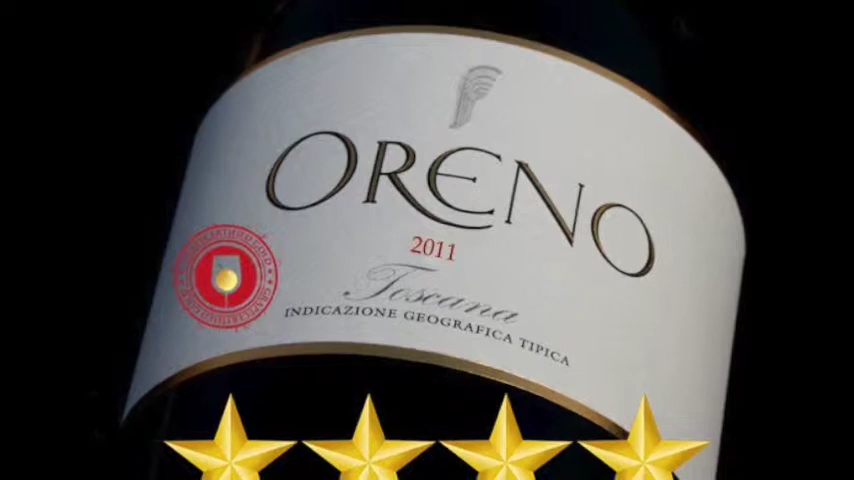 ORENO
2011
Toscana
INDICAZIONE GEOGRAFICA TIPICA